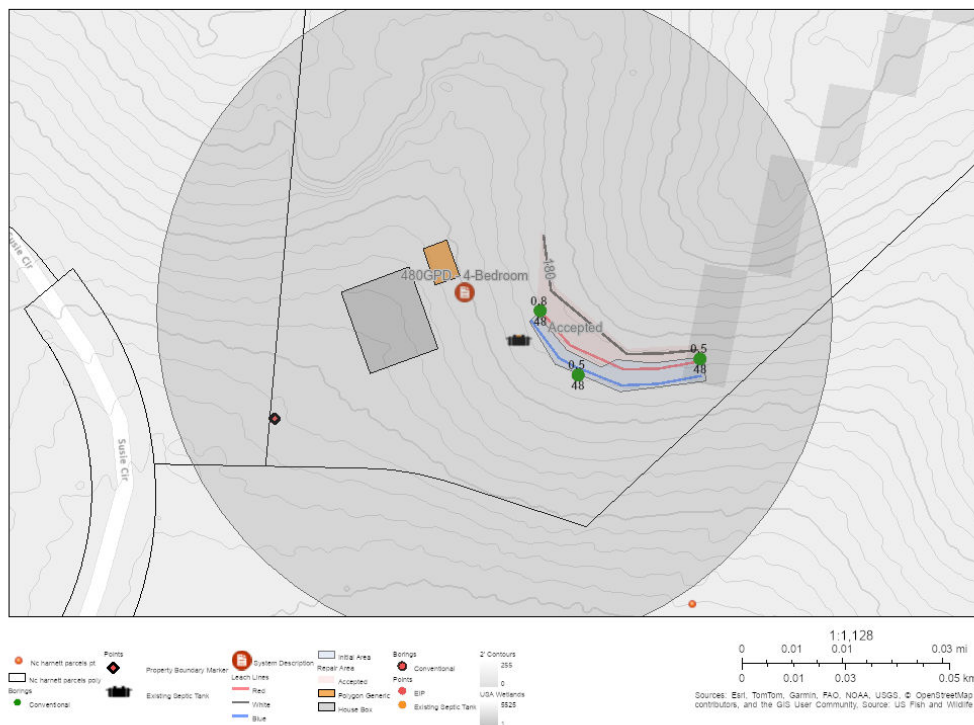 Susie Cir
480GPD 4-Bedroom
480
0.8
48
Accepted
0.5
48
0.5
48
Susie Cir
Points
Nc harnett parcels pt
Property Boundary Marker
Nc harnett parcels poly
Borings
Conventional
Existing Septic Tank
System Description
Leach Lines
Red
White
Blue
Initial Area
Repair Area
Accepted
Polygon Generic
House Box
Borings
Conventional
Points
EIP
Existing Septic Tank
2' Contours
255
0
USA Wetlands
5525
1
1:1,128
0 0.01 0.01 0.03 mi
0 0.01 0.03 0.05 km
Sources: Esri, TomTom, Garmin, FAO, NOAA, USGS, © OpenStreetMap
contributors, and the GIS User Community, Source: US Fish and Wildlife